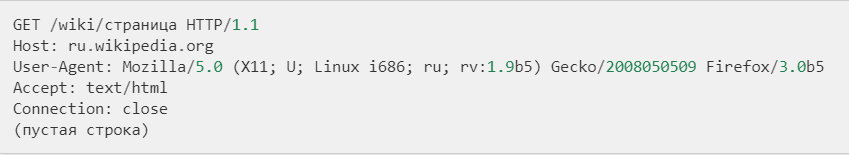 GET /wiki/страница HTTP/1.1
Host: ru.wikipedia.org
User-Agent: Mozilla/5.0 (X11; U; Linux i686; ru; rv:1.9b5) Gecko/2008050509 Firefox/3.0b5
Accept: text/html
Connection: close
(пустая строка)